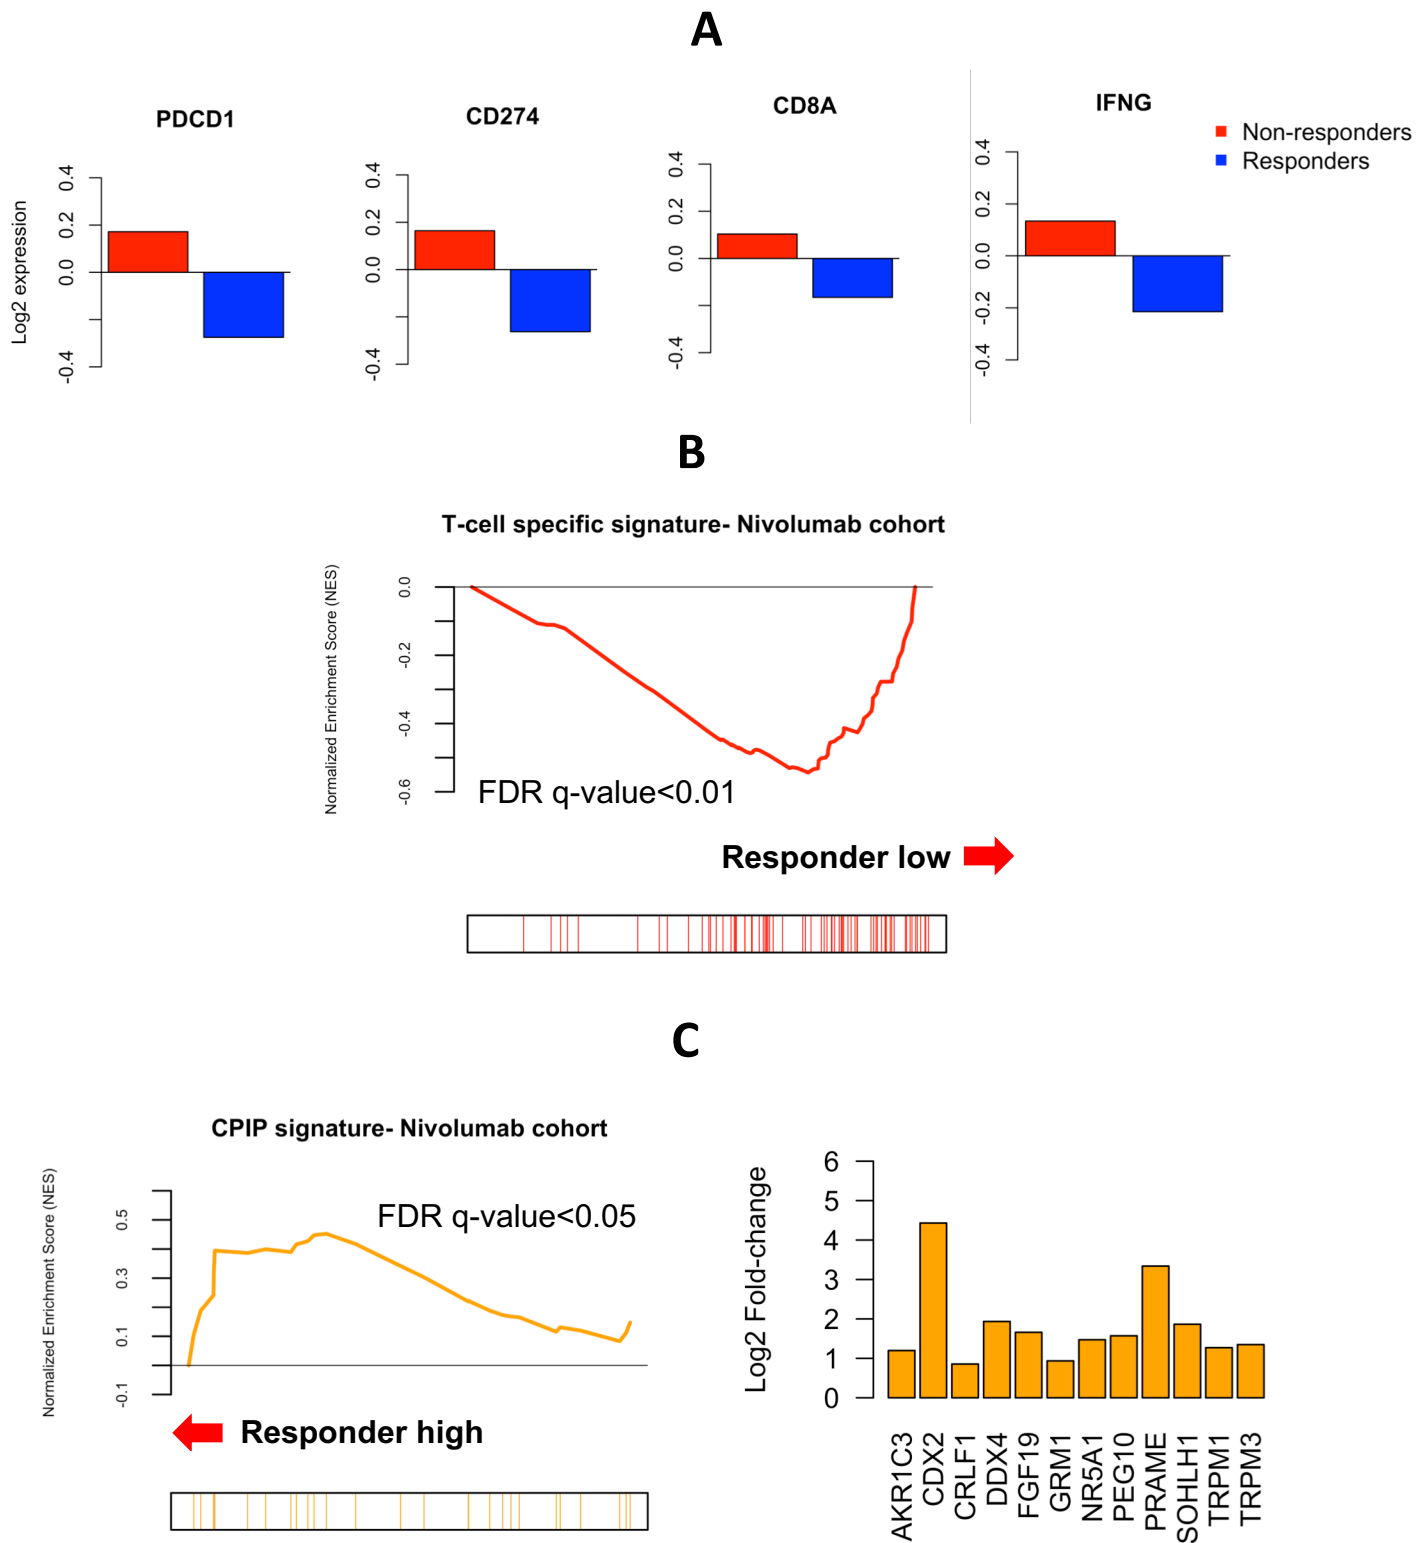 A
PDCD1
CD274
CD8A
IFNG
Non-responders
Responders
Log2 expression
0.4
0.2
0.0
-0.4
0.4
0.2
0.0
-0.4
0.4
0.2
0.0
-0.4
0.4
0.2
0.0
-0.2
-0.4
B
T-cell specific signature- Nivolumab cohort
Normalized Enrichment Score (NES)
0.0
-0.2
-0.4
-0.6
FDR q-value<0.01
Responder low
C
CPIP signature- Nivolumab cohort
Normalized Enrichment Score (NES)
0.5
0.3
0.1
-0.1
FDR q-value<0.05
Responder high
Log2 Fold-change
6
5
4
3
2
1
0
AKR1C3
CDX2
CRLF1
DDX4
FGF19
GRM1
NR5A1
PEG10
PRAME
SOHLH1
TRPM1
TRPM3